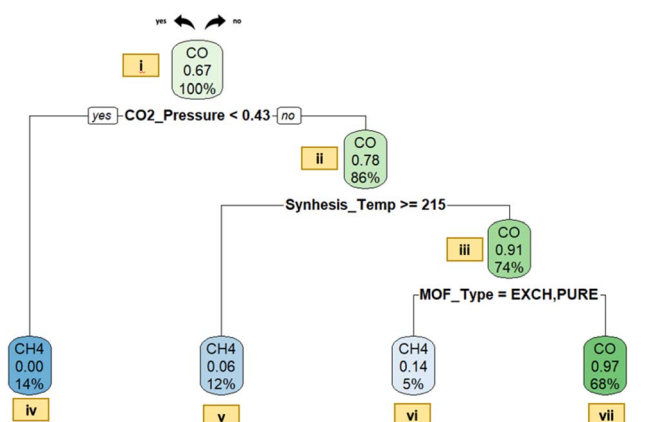 yes no
i
CO
0.67
100%
yes CO2_Pressure < 0.43 no
ii
CO
0.78
86%
Synhesis_Temp >= 215
iii
CO
0.91
74%
MOF_Type = EXCH,PURE
CH4
0.00
14%
iv
CH4
0.06
12%
v
CH4
0.14
5%
vi
CO
0.97
68%
vii